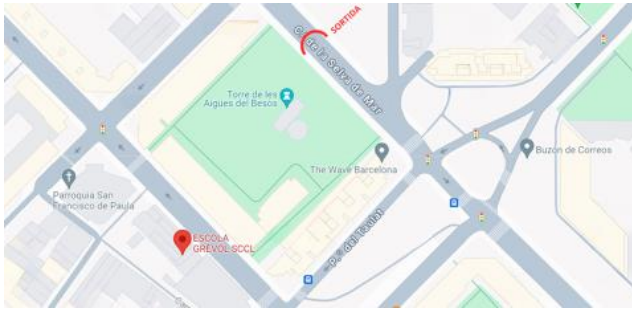 SORTIDA
C. de la Selva de Mar
Torre de les
Aigües del Besòs
The Wave Barcelona
Buzón de Correos
Parroquia San
Francisco de Paula
ESCOLA
GRÈVOL SCCL
P.º del Taulat